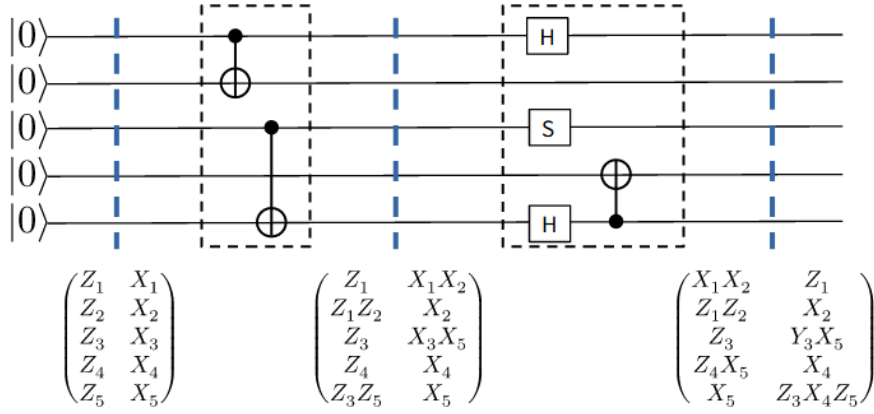 |0⟩ H
|0⟩
|0⟩ S
|0⟩
|0⟩ H
Z₁ X₁ Z₁ X₁X₂ X₁X₂ Z₁
Z₂ X₂ Z₁Z₂ X₂ Z₁Z₂ X₂
Z₃ X₃ Z₃ X₃X₅ Z₃ Y₃X₅
Z₄ X₄ Z₄ X₄ Z₄X₅ X₄
Z₅ X₅ Z₃Z₅ X₅ X₅ Z₃X₄Z₅